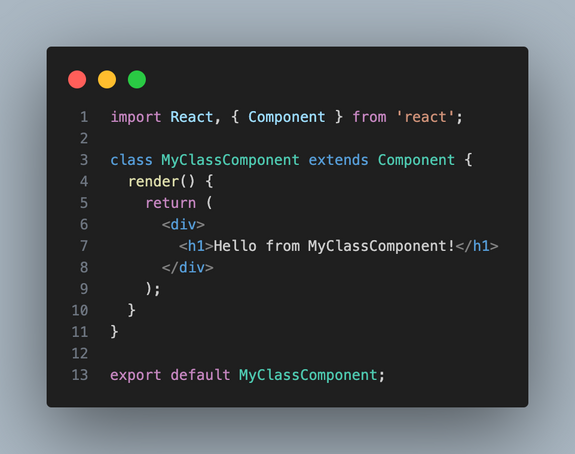 1 import React, { Component } from 'react';
2
3 class MyClassComponent extends Component {
4   render() {
5     return (
6       <div>
7         <h1>Hello from MyClassComponent!</h1>
8       </div>
9     );
10   }
11 }
12
13 export default MyClassComponent;